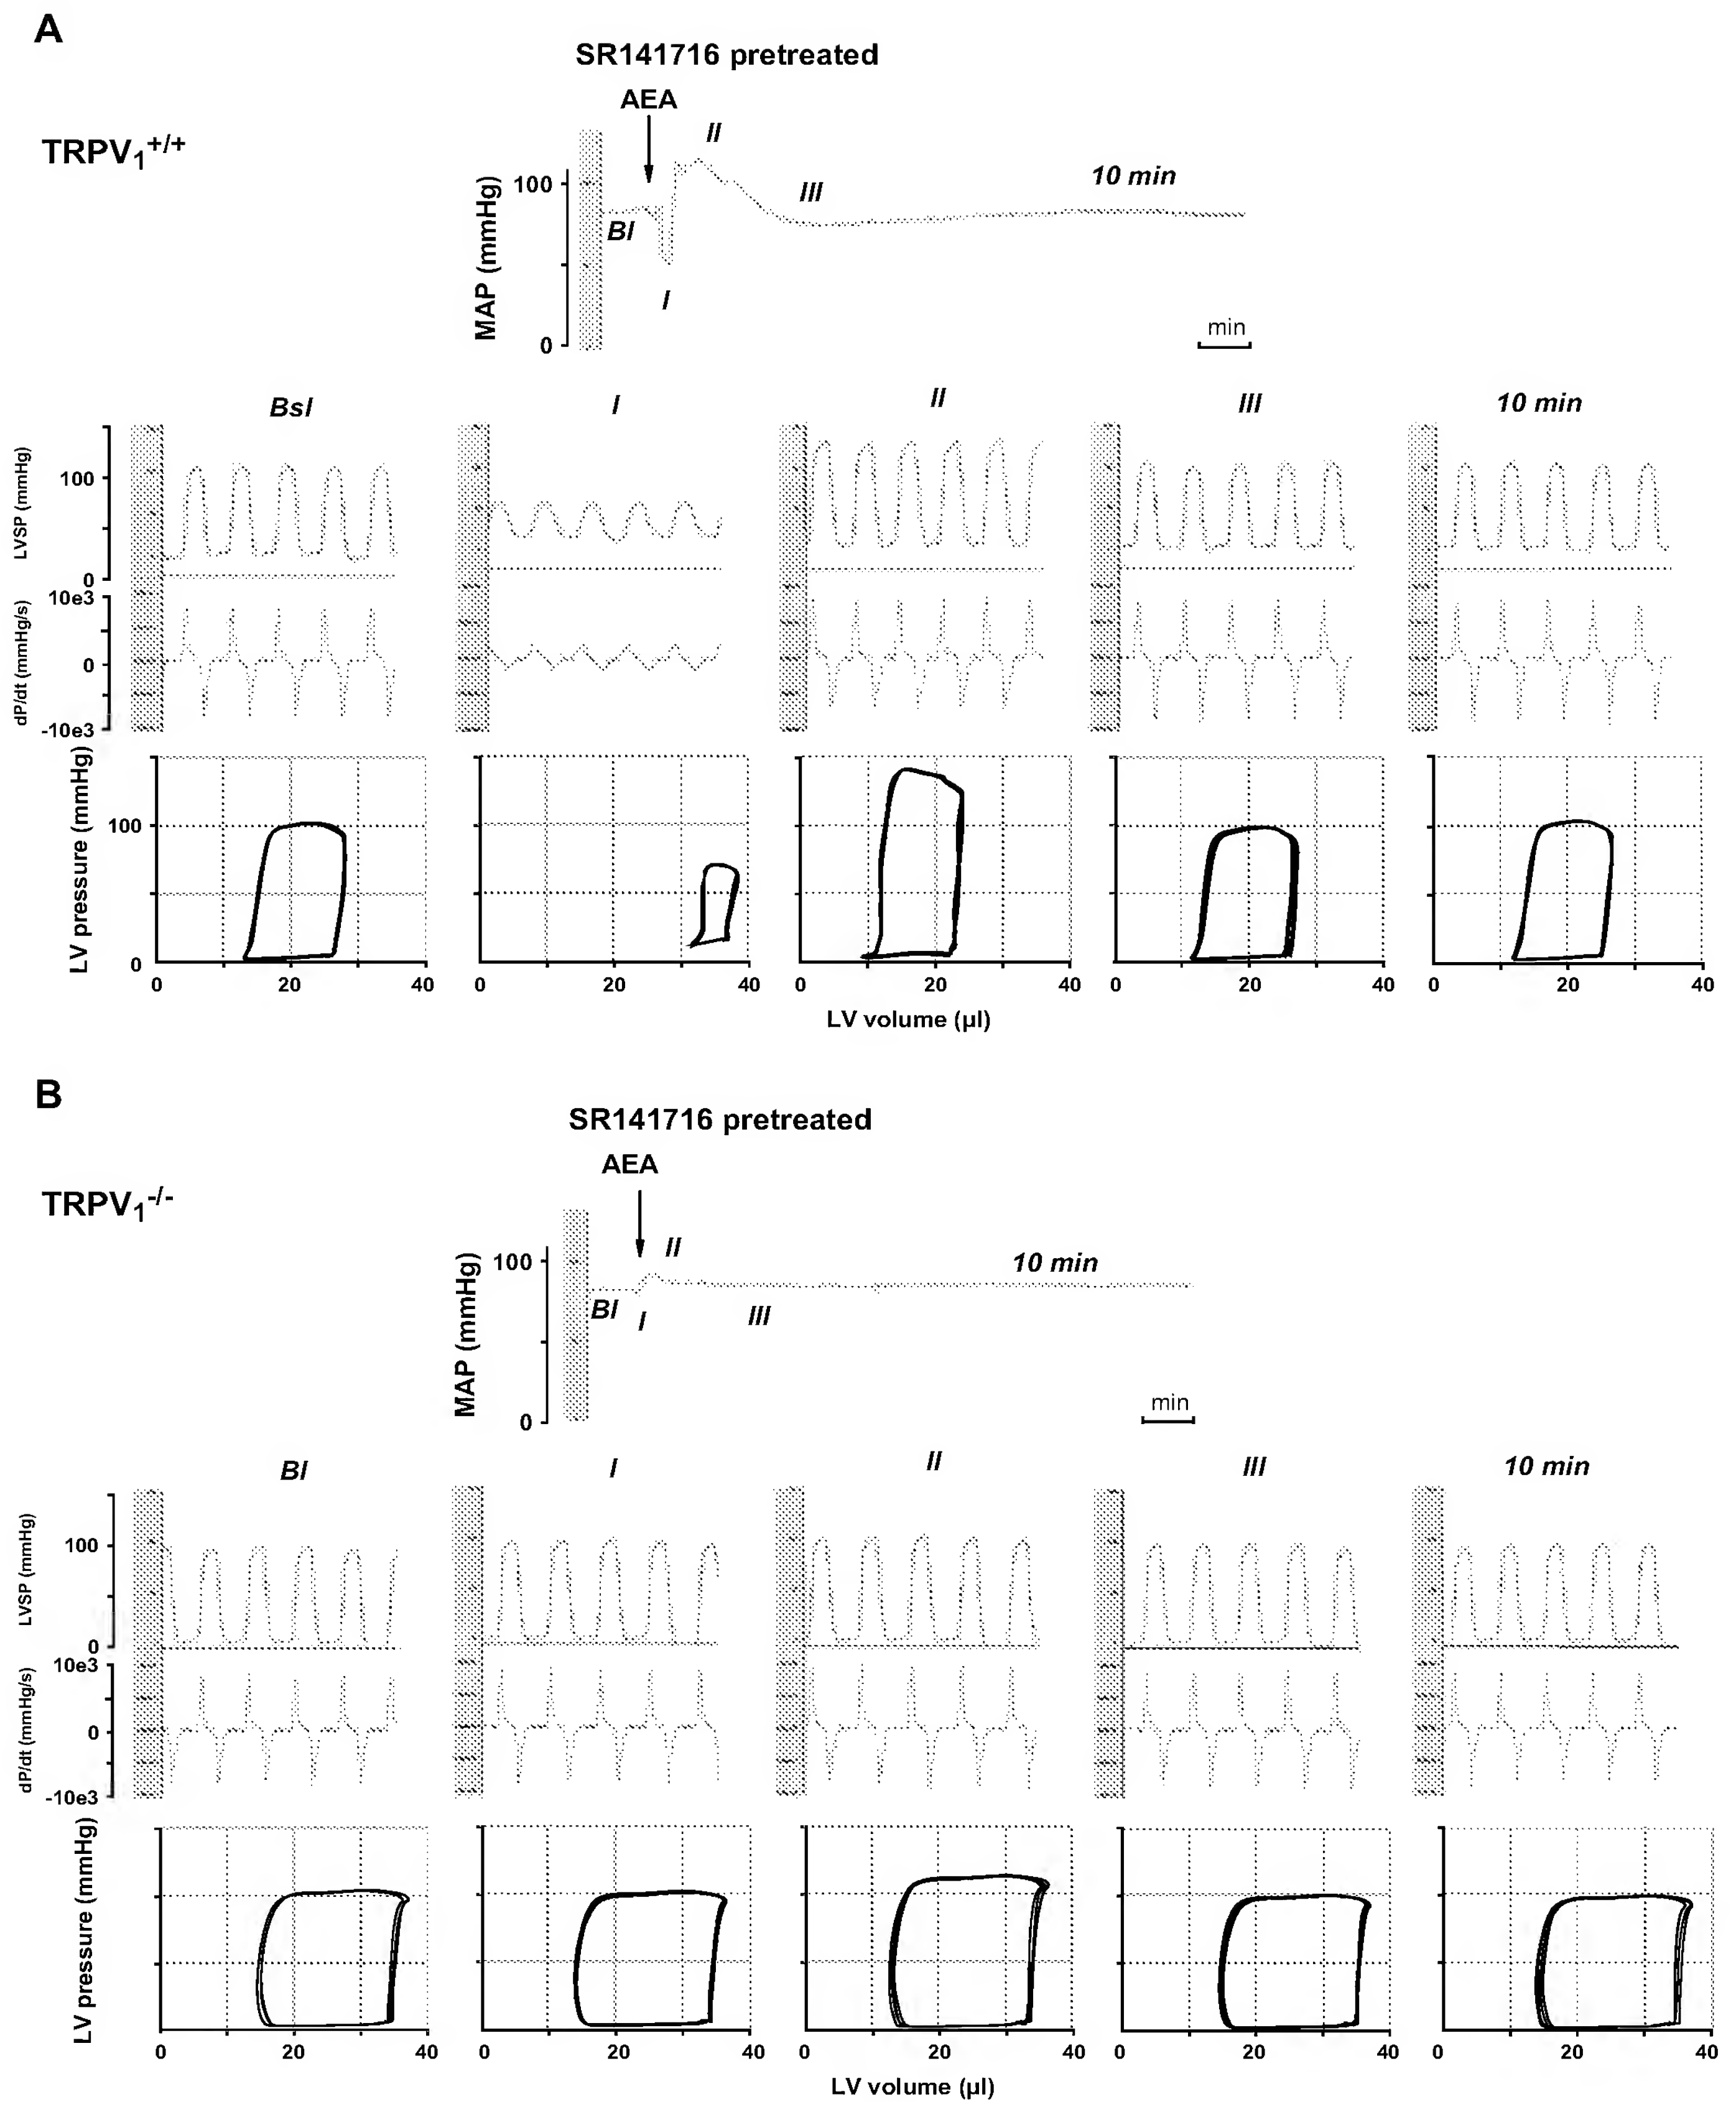 A
SR141716 pretreated
AEA
TRPV1+/+
II
III
10 min
100
BI
I
0
MAP (mmHg)
min
BsI
I
II
III
10 min
LVSP (mmHg)
100
0
dP/dt (mmHg/s)
10e3
0
-10e3
LV pressure (mmHg)
100
0
0 20 40
0 20 40
0 20 40
0 20 40
0 20 40
LV volume (µl)
B
SR141716 pretreated
AEA
TRPV1-/-
II
10 min
100
BI
I
III
0
MAP (mmHg)
min
BI
I
II
III
10 min
LVSP (mmHg)
100
0
dP/dt (mmHg/s)
10e3
0
-10e3
LV pressure (mmHg)
0 20 40
0 20 40
0 20 40
0 20 40
0 20 40
LV volume (µl)